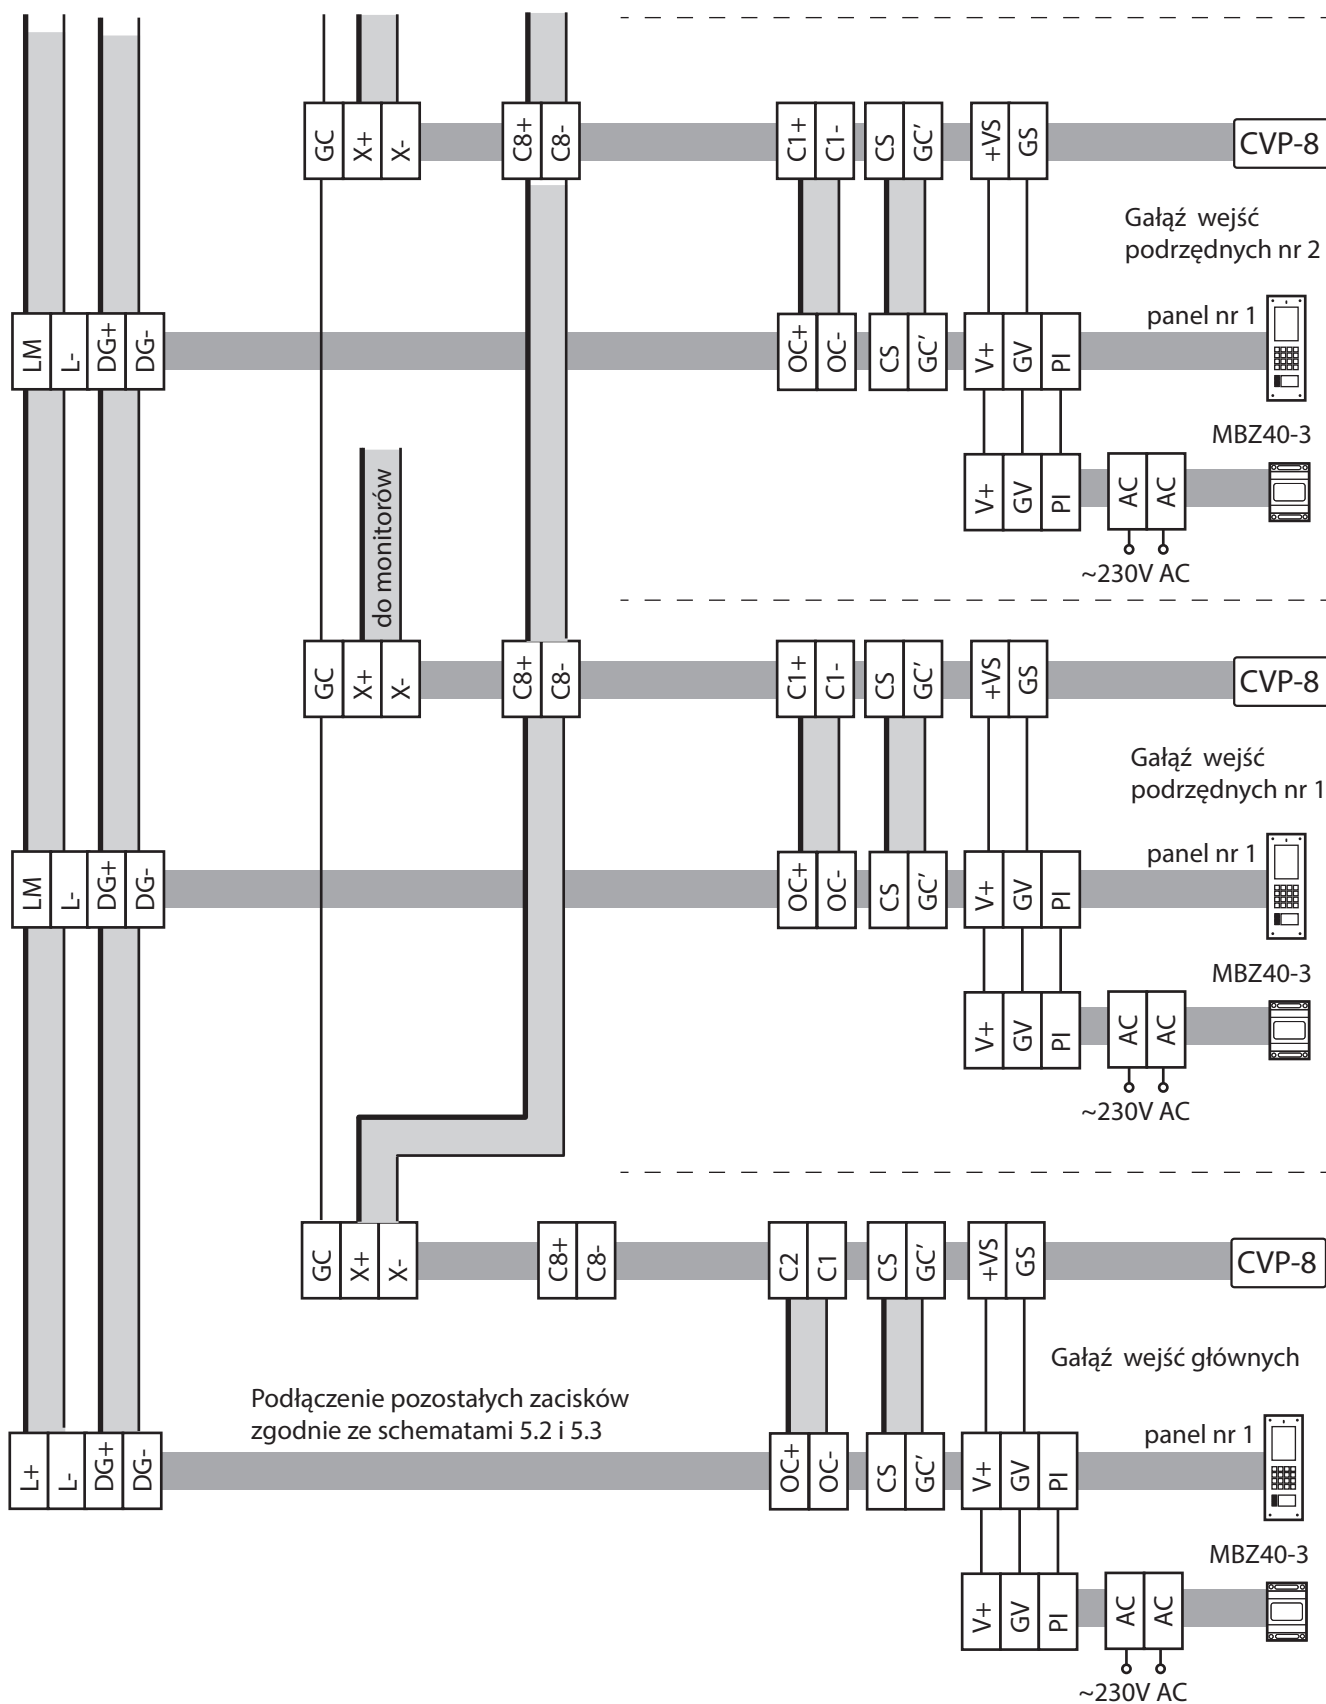 GC X+ X- C8+ C8- C1+ C1- CS GC' +VS GS CVP-8
Gałąź wejść
podrzędnych nr 2
panel nr 1
LM L- DG+ DG- OC+ OC- CS GC' V+ GV PI
MBZ40-3
do monitorów
V+ GV PI AC AC
~230V AC
GC X+ X- C8+ C8- C1+ C1- CS GC' +VS GS CVP-8
Gałąź wejść
podrzędnych nr 1
panel nr 1
LM L- DG+ DG- OC+ OC- CS GC' V+ GV PI
MBZ40-3
V+ GV PI AC AC
~230V AC
GC X+ X- C8+ C8- C2 C1 CS GC' +VS GS CVP-8
Gałąź wejść głównych
Podłączenie pozostałych zacisków
zgodnie ze schematami 5.2 i 5.3
panel nr 1
L+ L- DG+ DG- OC+ OC- CS GC' V+ GV PI
MBZ40-3
V+ GV PI AC AC
~230V AC